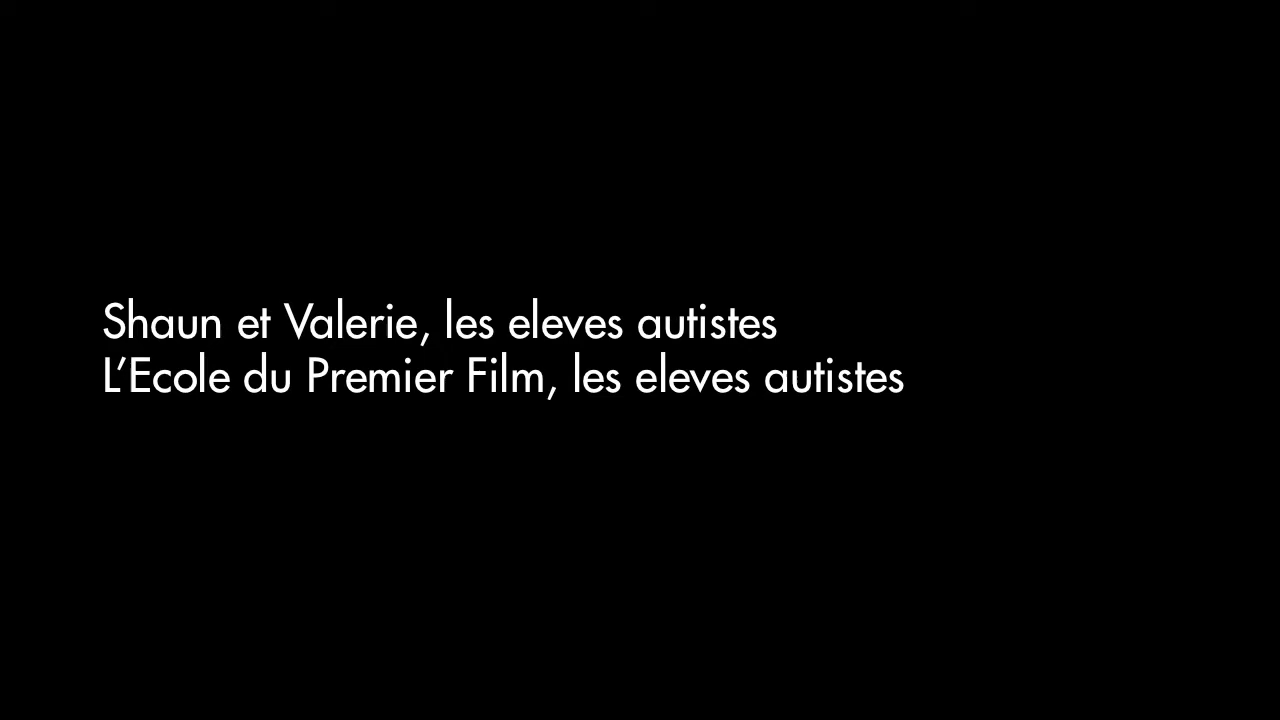 Shaun et Valerie, les eleves autistes
L’Ecole du Premier Film, les eleves autistes